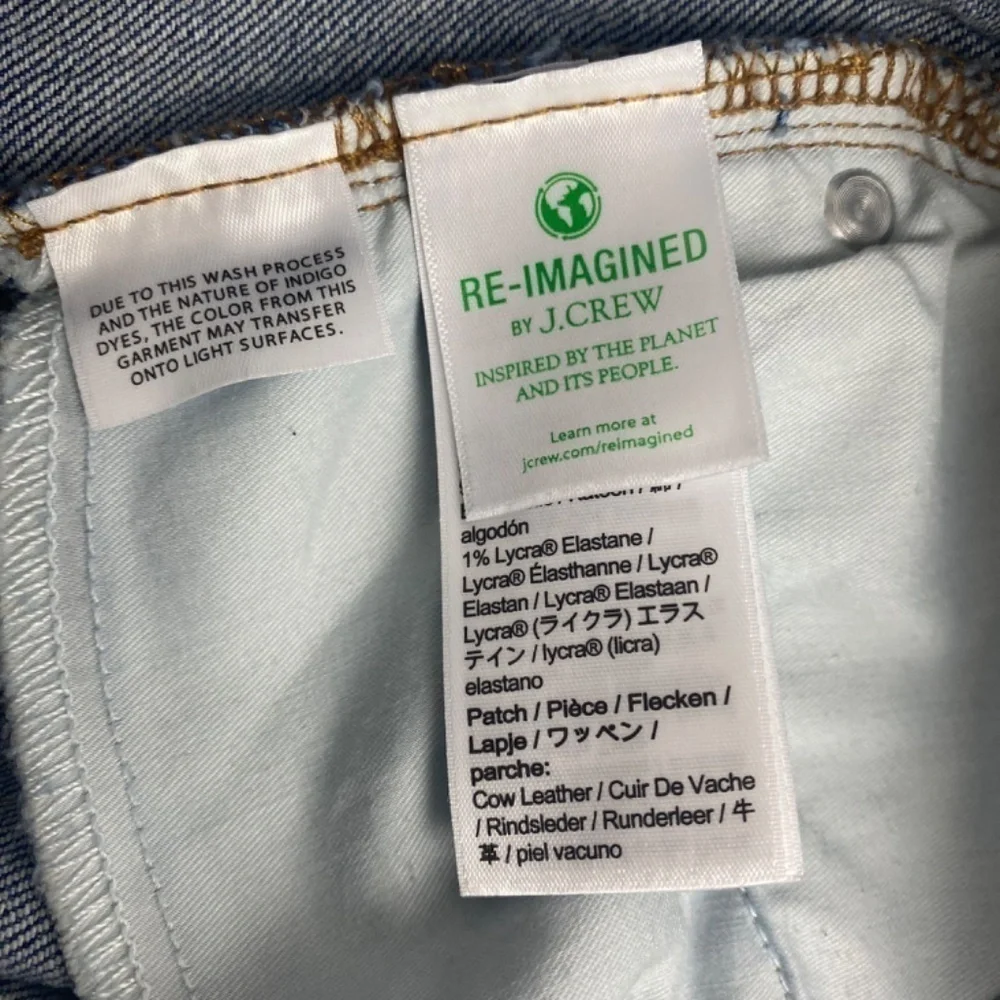 DUE TO THIS WASH PROCESS
AND THE NATURE OF INDIGO
DYES, THE COLOR FROM THIS
GARMENT MAY TRANSFER
ONTO LIGHT SURFACES.
RE-IMAGINED
BY J.CREW
INSPIRED BY THE PLANET
AND ITS PEOPLE.
Learn more at
jcrew.com/reimagined
algodón
1% Lycra® Elastane /
Lycra® Élasthanne / Lycra®
Elastan / Lycra® Elastaan /
Lycra® (ライクラ) エラス
テイン / lycra® (licra)
elastano
Patch / Pièce / Flecken /
Lapje / ワッペン /
parche:
Cow Leather / Cuir De Vache
/ Rindsleder / Runderleer / 牛
革 / piel vacuno